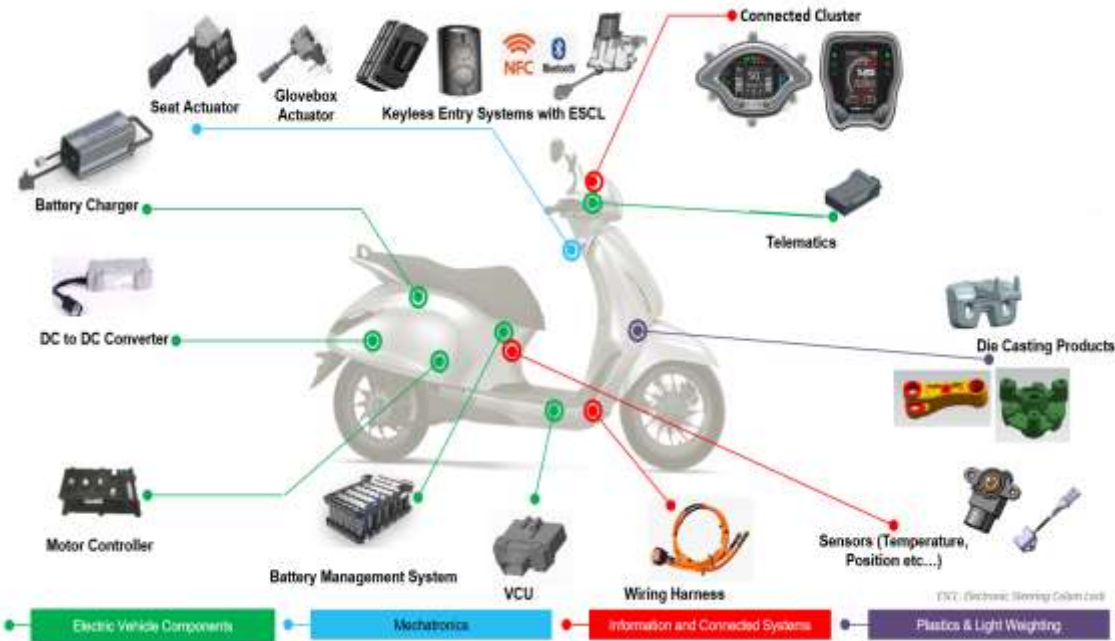 Connected Cluster
NFC
Bluetooth
Seat Actuator
Glovebox
Actuator
Keyless Entry Systems with ESCL
Battery Charger
Telematics
DC to DC Converter
Die Casting Products
Motor Controller
Battery Management System
VCU
Wiring Harness
Sensors (Temperature,
Position etc...)
ESCL: Electronic Steering Column Lock
Electric Vehicle Components
Mechatronics
Information and Connected Systems
Plastics & Light Weighting